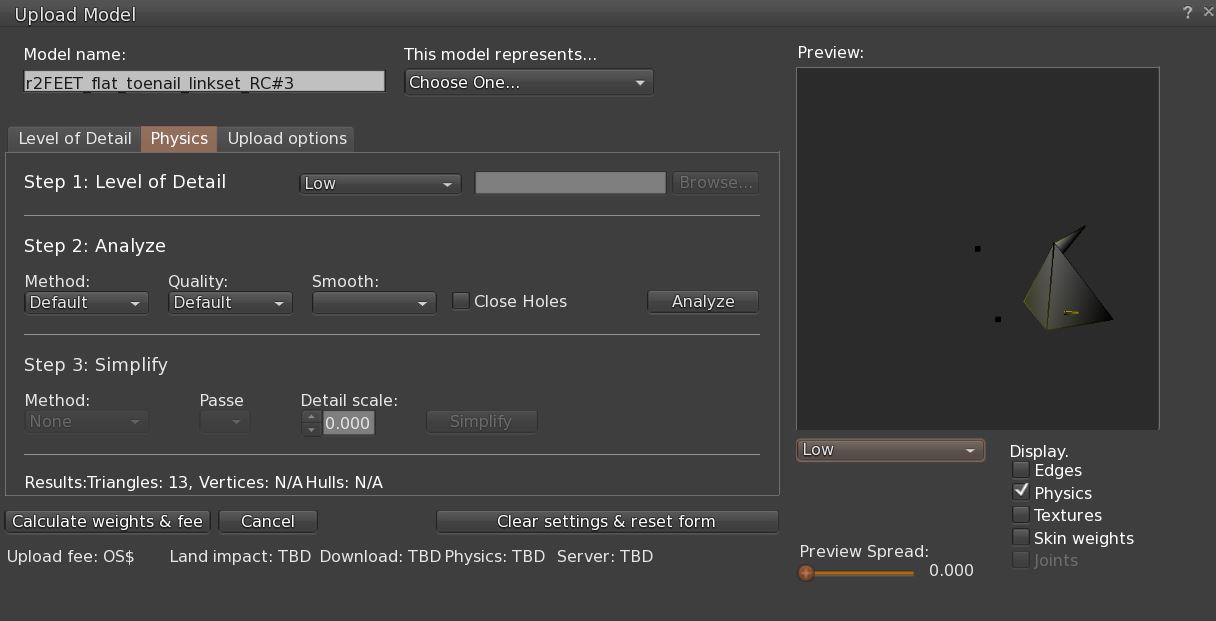 Upload Model
?
×
Model name:
This model represents...
Preview:
r2FEET_flat_toenail_linkset_RC#3
Choose One...
Level of Detail
Physics
Upload options
Step 1: Level of Detail
Low
Browse...
Step 2: Analyze
Method:
Quality:
Smooth:
Default
Default
Close Holes
Analyze
Step 3: Simplify
Method:
Passe
Detail scale:
None
0.000
Simplify
Results:Triangles: 13, Vertices: N/A Hulls: N/A
Calculate weights & fee
Cancel
Clear settings & reset form
Upload fee: OS$
Land impact: TBD
Download: TBD
Physics: TBD
Server: TBD
Low
Display.
Edges
Physics
Textures
Skin weights
Joints
Preview Spread:
0.000